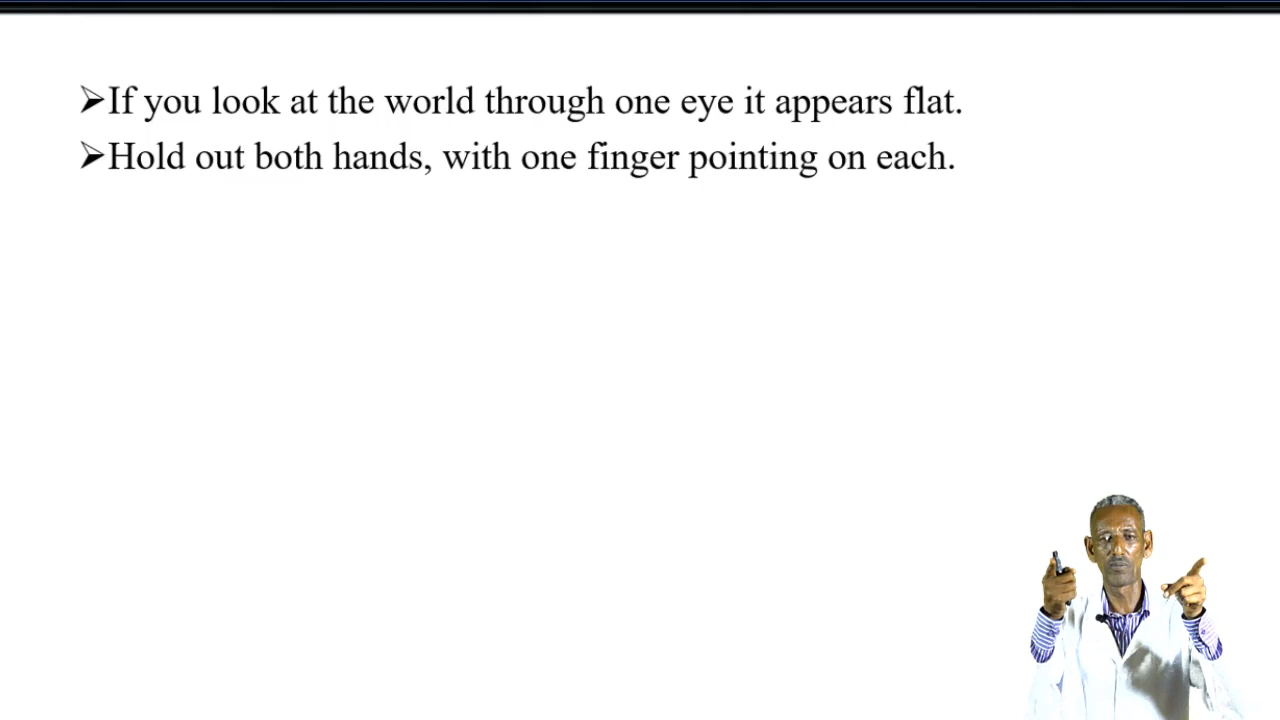 ➢If you look at the world through one eye it appears flat.
➢Hold out both hands, with one finger pointing on each.